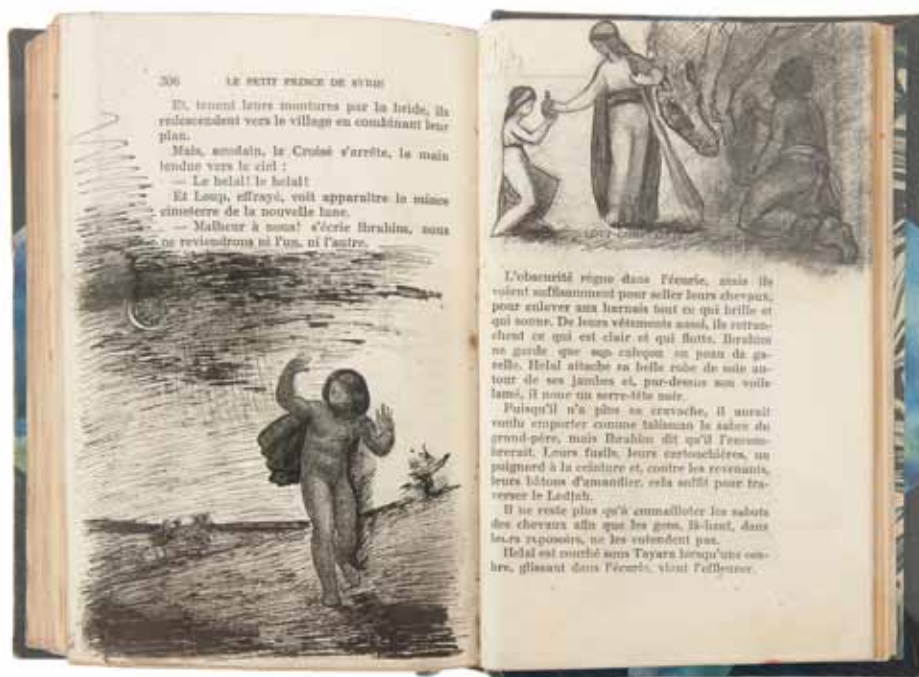 306 LE PETIT PRINCE DE SYRIE
Et, tenant leurs montures par la bride, ils
redescendent vers le village en combinant leur
plan.
Mais, soudain, le Croisé s'arrête, la main
tendue vers le ciel :
— Le helal! le helal!
Et Loup, effrayé, voit apparaître le mince
cimeterre de la nouvelle lune.
— Malheur à nous! s'écrie Ibrahim, nous
ne reviendrons ni l'un, ni l'autre.
L'obscurité règne dans l'écurie, mais ils
voient suffisamment pour seller leurs chevaux,
pour enlever aux harnais tout ce qui brille et
qui sonne. De leurs vêtements aussi, ils retran-
chent ce qui est clair et qui flotte. Ibrahim
ne garde que son caleçon en peau de ga-
zelle. Helal attache sa belle robe de soie au-
tour de ses jambes et, par-dessus son voile
lamé, il noue un serre-tête noir.
Puisqu'il n'a plus sa cravache, il aurait
voulu emporter comme talisman le sabre du
grand-père, mais Ibrahim dit qu'il l'encom-
brerait. Leurs fusils, leurs cartouchières, un
poignard à la ceinture et, contre les revenants,
leurs bâtons d'amandier, cela suffit pour tra-
verser le Ledjah.
Il ne reste plus qu'à emmailloter les sabots
des chevaux afin que les gens, là-haut, dans
leurs reposoirs, ne les entendent pas.
Helal est courbé sous Tayara lorsqu'une om-
bre, glissant dans l'écurie, vient l'effleurer.